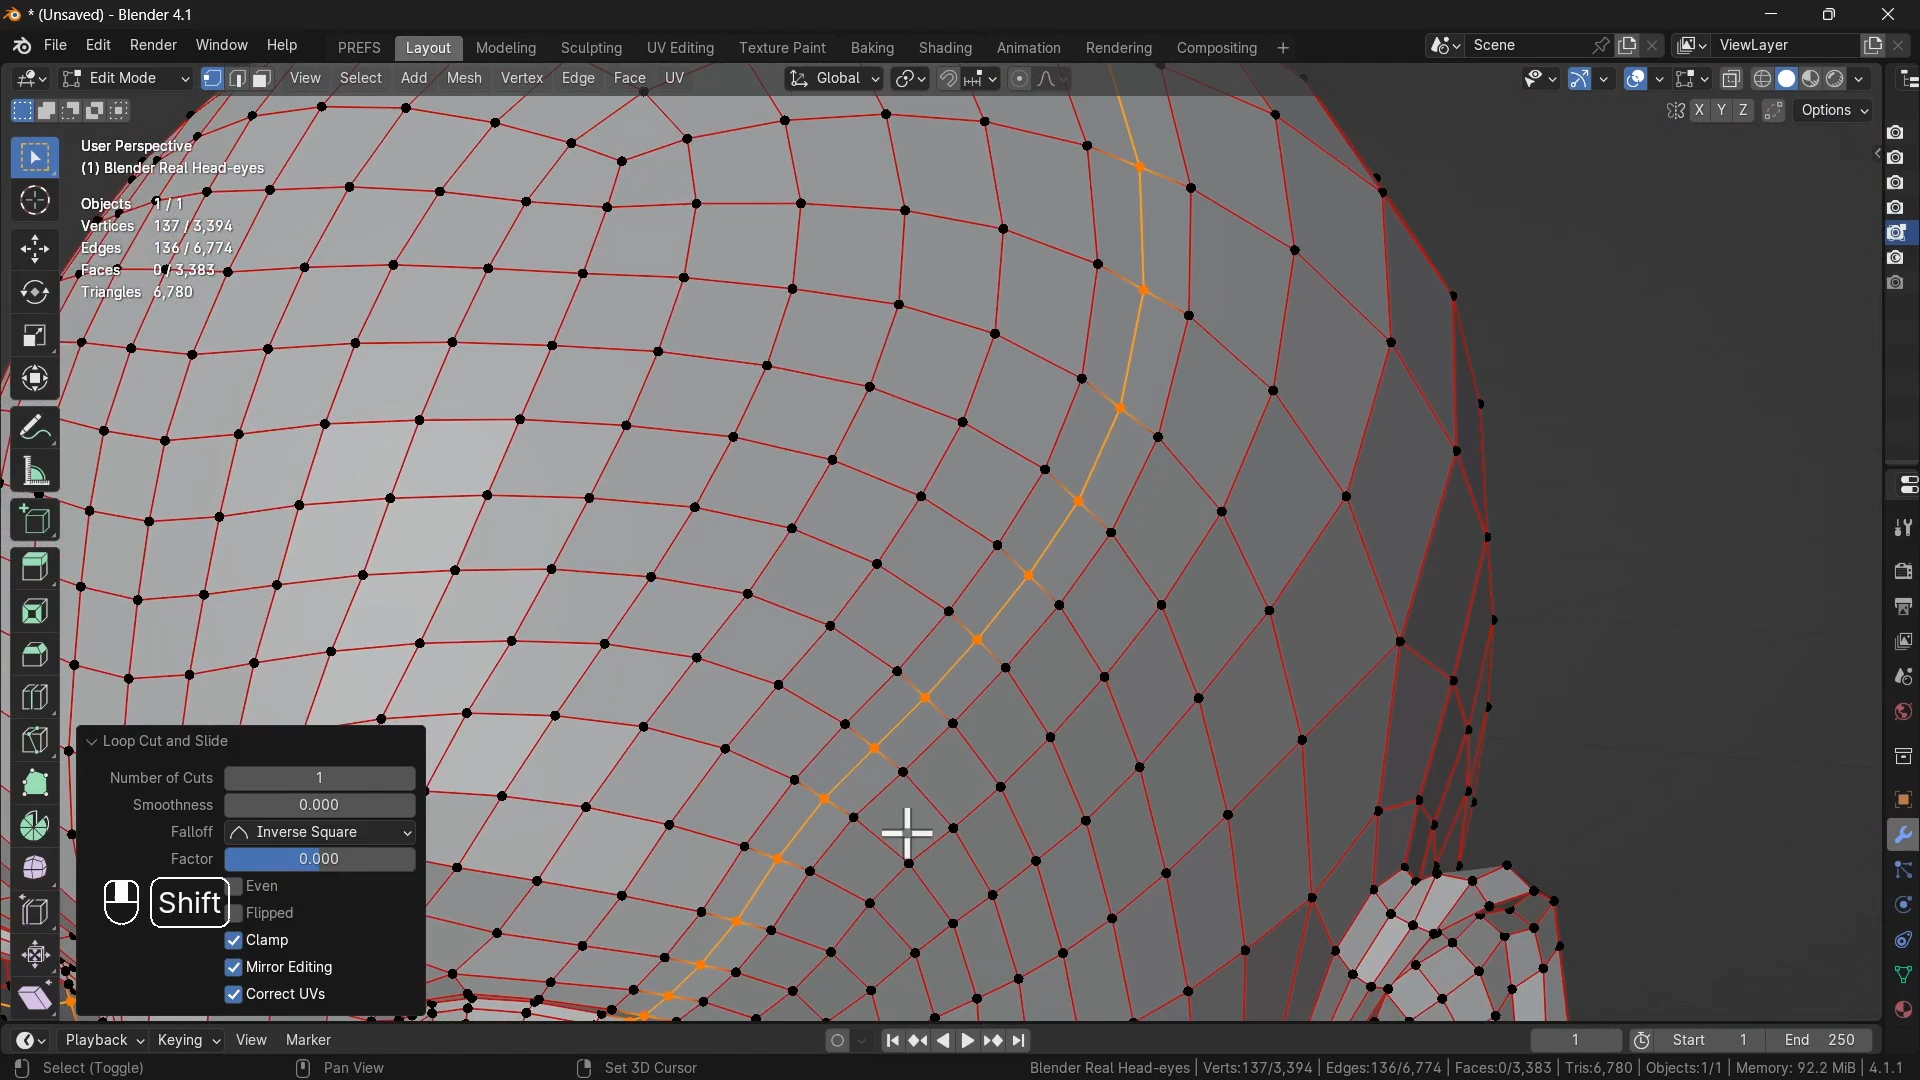 * (Unsaved) - Blender 4.1
File Edit Render Window Help PREFS Layout Modeling Sculpting UV Editing Texture Paint Baking Shading Animation Rendering Compositing + Scene ViewLayer
Edit Mode View Select Add Mesh Vertex Edge Face UV Global
X Y Z Options
User Perspective
(1) Blender Real Head-eyes
Objects 1 / 1
Vertices 137 / 3,394
Edges 136 / 6,774
Faces 0 / 3,383
Triangles 6,780
Loop Cut and Slide
Number of Cuts 1
Smoothness 0.000
Falloff Inverse Square
Factor 0.000
Even
Shift
Flipped
Clamp
Mirror Editing
Correct UVs
Playback Keying View Marker 1 Start 1 End 250
Select (Toggle) Pan View Set 3D Cursor Blender Real Head-eyes | Verts:137/3,394 | Edges:136/6,774 | Faces:0/3,383 | Tris:6,780 | Objects:1/1 | Memory: 92.2 MiB | 4.1.1